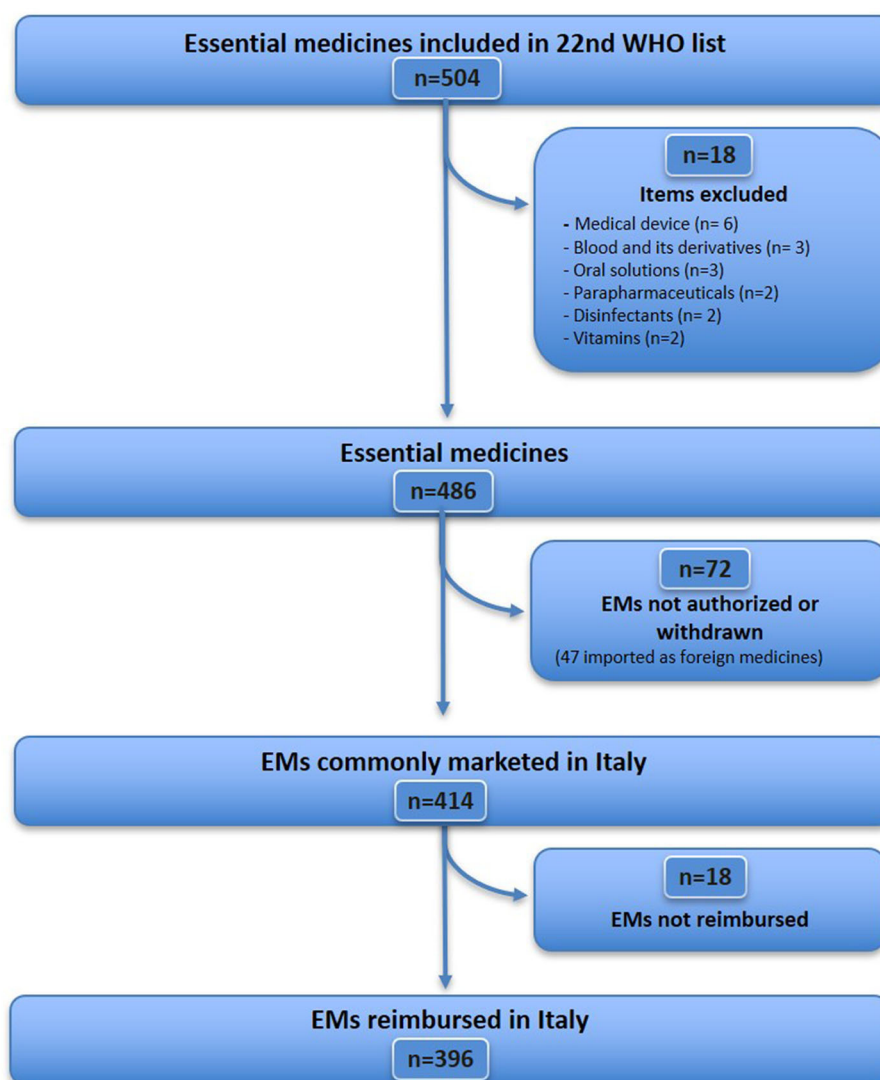 Essential medicines included in 22nd WHO list
n=504
n=18
Items excluded
- Medical device (n= 6)
- Blood and its derivatives (n= 3)
- Oral solutions (n=3)
- Parapharmaceuticals (n=2)
- Disinfectants (n= 2)
- Vitamins (n=2)
Essential medicines
n=486
n=72
EMs not authorized or
withdrawn
(47 imported as foreign medicines)
EMs commonly marketed in Italy
n=414
n=18
EMs not reimbursed
EMs reimbursed in Italy
n=396